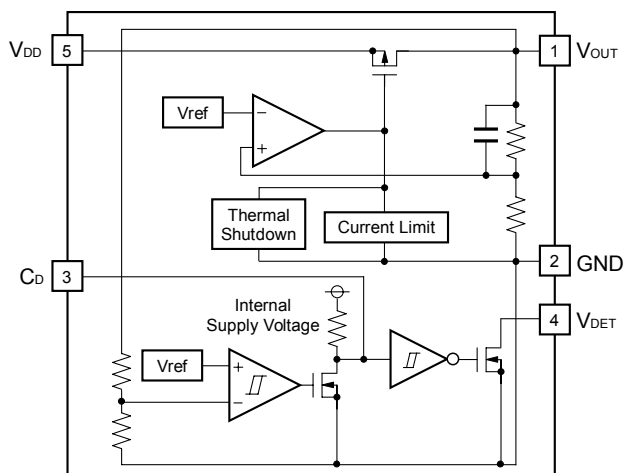 VDD 5
1 VOUT
Vref
−
+
Thermal
Shutdown
Current Limit
2 GND
CD 3
Internal
Supply Voltage
4 VDET
Vref
+
−